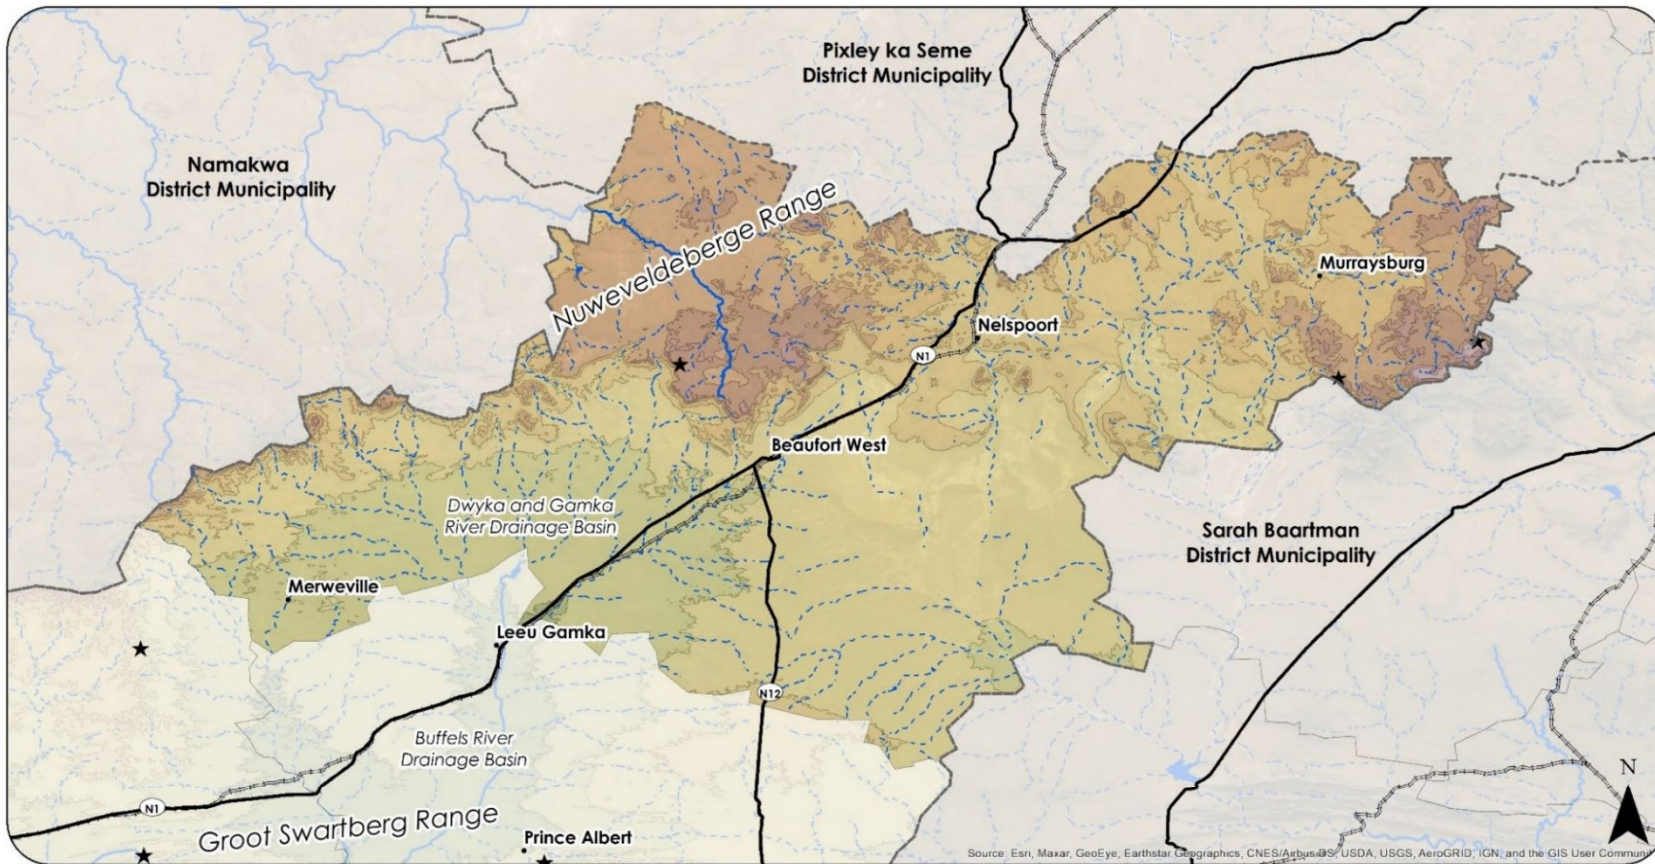 Pixley ka Seme
District Municipality
Namakwa
District Municipality
Nuweveldeberge Range
Murraysburg
Nelspoort
N1
Beaufort West
Dwyka and Gamka
River Drainage Basin
Sarah Baartman
District Municipality
Merweville
Leeu Gamka
N12
Buffels River
Drainage Basin
N
N1
Groot Swartberg Range
Prince Albert
Source: Esri, Maxar, GeoEye, Earthstar Geographics, CNES/Airbus DS, USDA, USGS, AeroGRID, IGN, and the GIS User Communi